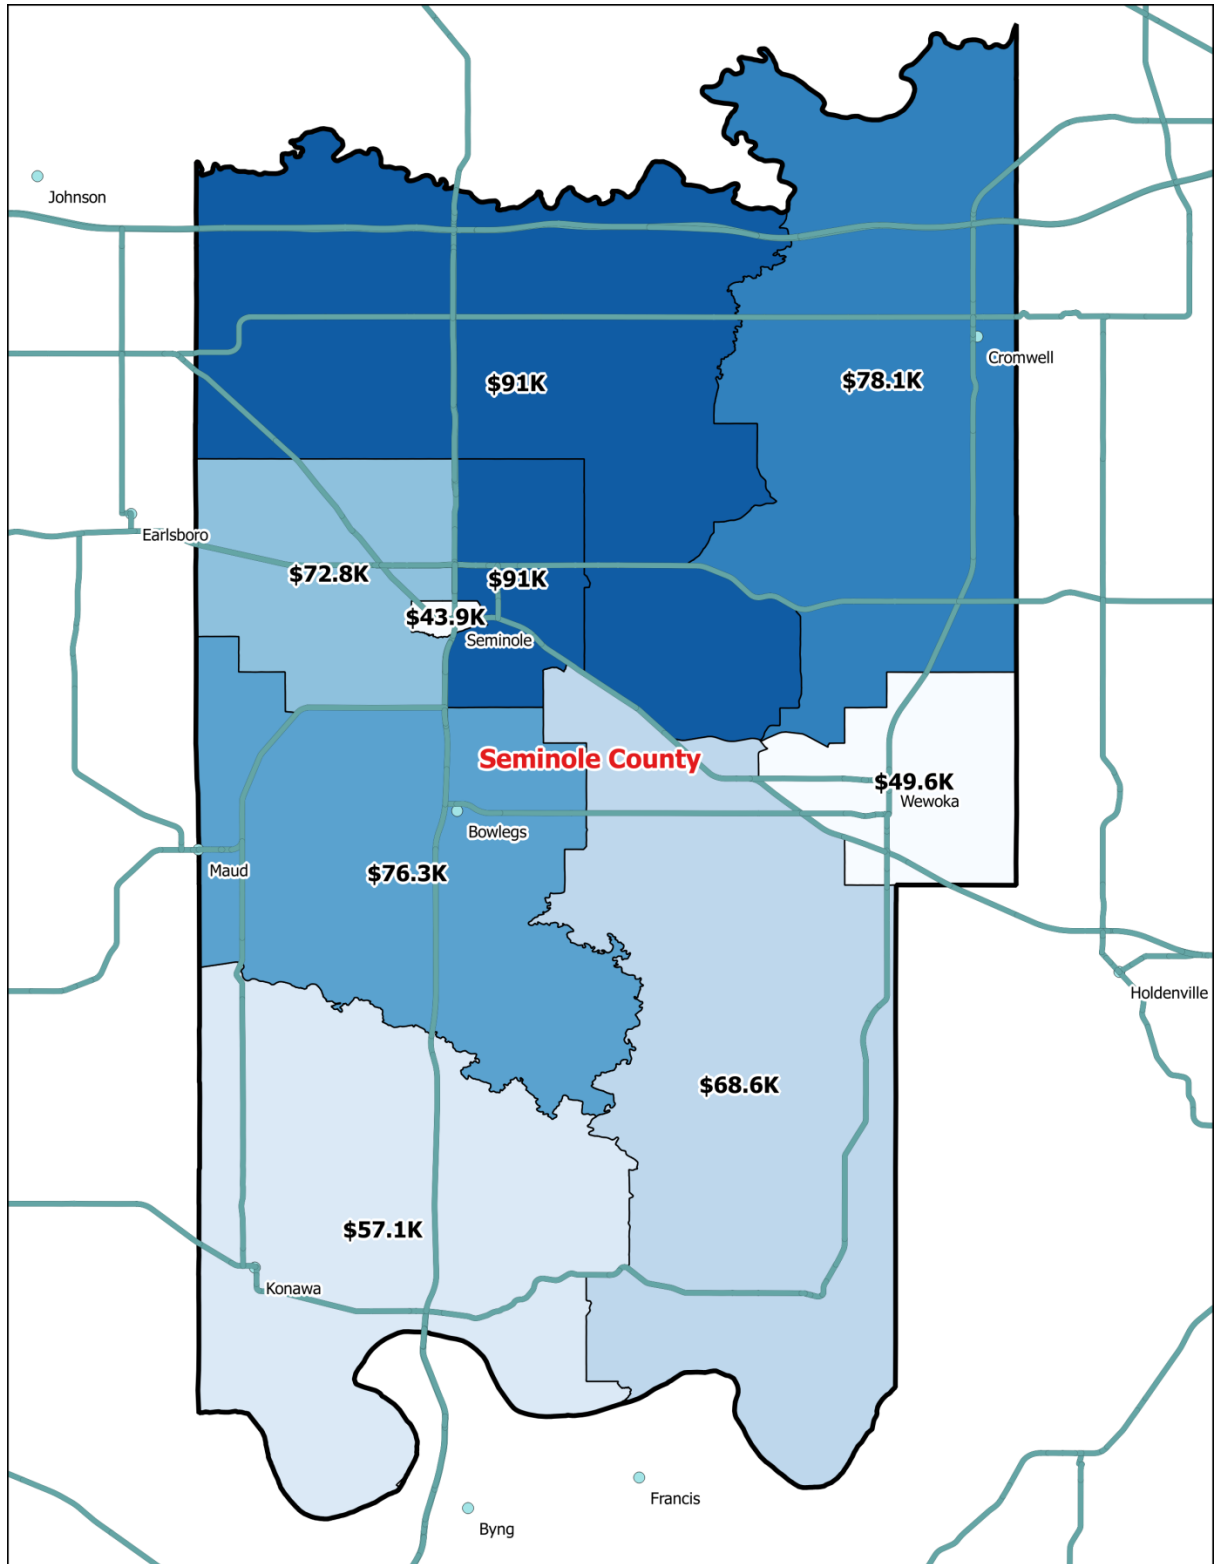 Johnson
Cromwell
$91K
$78.1K
Earlsboro
$72.8K
$91K
$43.9K
Seminole
Seminole County
$49.6K
Wewoka
Bowlegs
Maud
$76.3K
Holdenville
$68.6K
$57.1K
Konawa
Francis
Byng